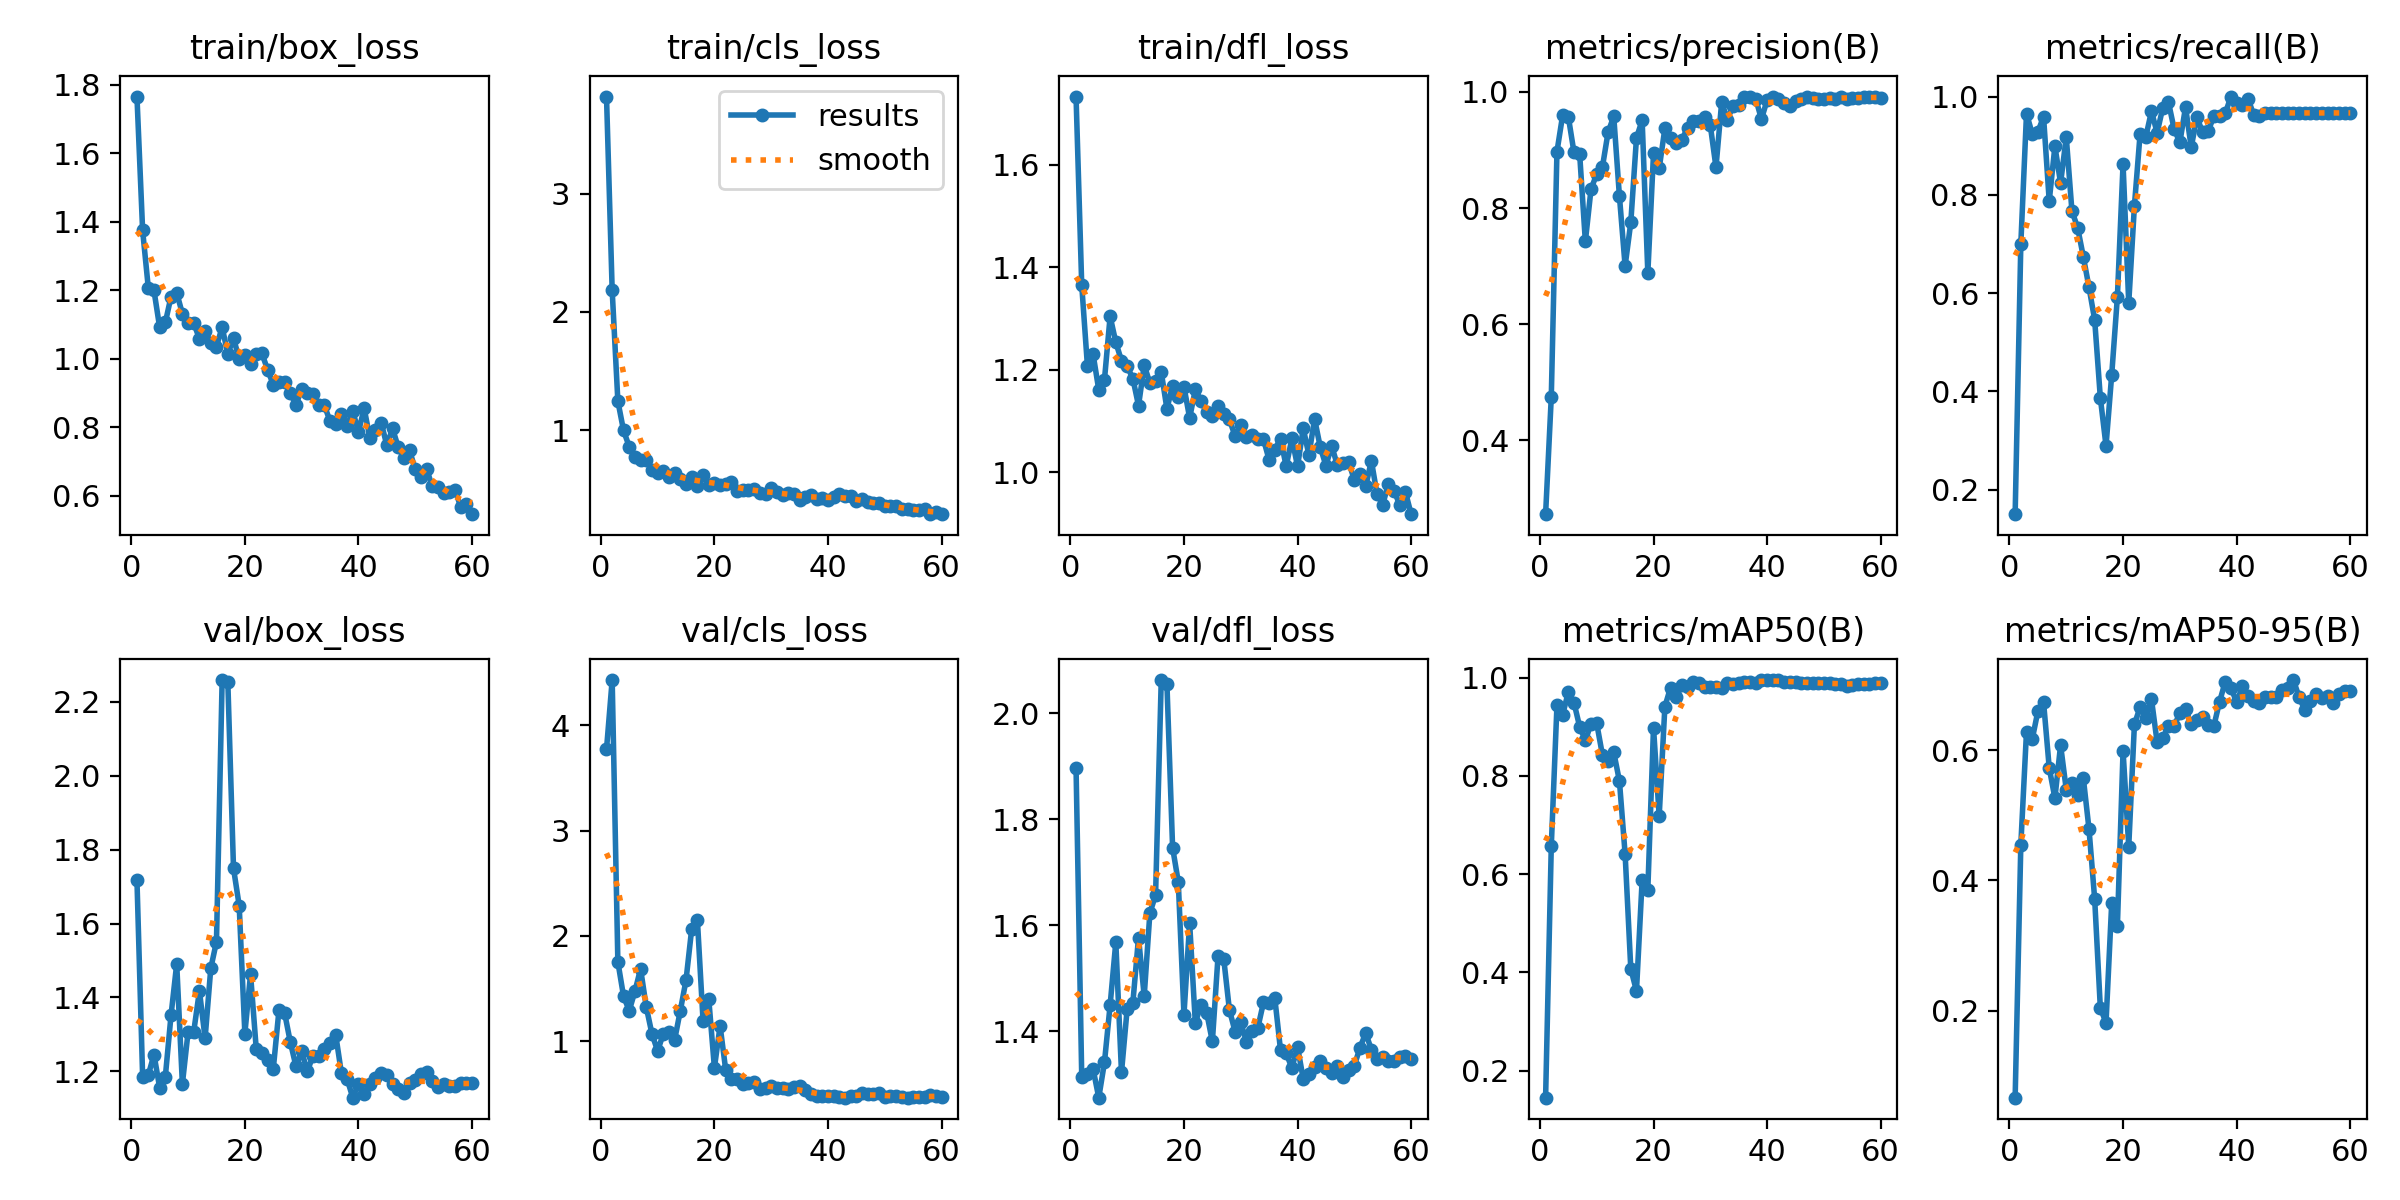 train/box_loss
1.8
1.6
1.4
1.2
1.0
0.8
0.6
0 20 40 60
train/cls_loss
results
smooth
3
2
1
0 20 40 60
train/dfl_loss
1.6
1.4
1.2
1.0
0 20 40 60
metrics/precision(B)
1.0
0.8
0.6
0.4
0 20 40 60
metrics/recall(B)
1.0
0.8
0.6
0.4
0.2
0 20 40 60
val/box_loss
2.2
2.0
1.8
1.6
1.4
1.2
0 20 40 60
val/cls_loss
4
3
2
1
0 20 40 60
val/dfl_loss
2.0
1.8
1.6
1.4
0 20 40 60
metrics/mAP50(B)
1.0
0.8
0.6
0.4
0.2
0 20 40 60
metrics/mAP50-95(B)
0.6
0.4
0.2
0 20 40 60